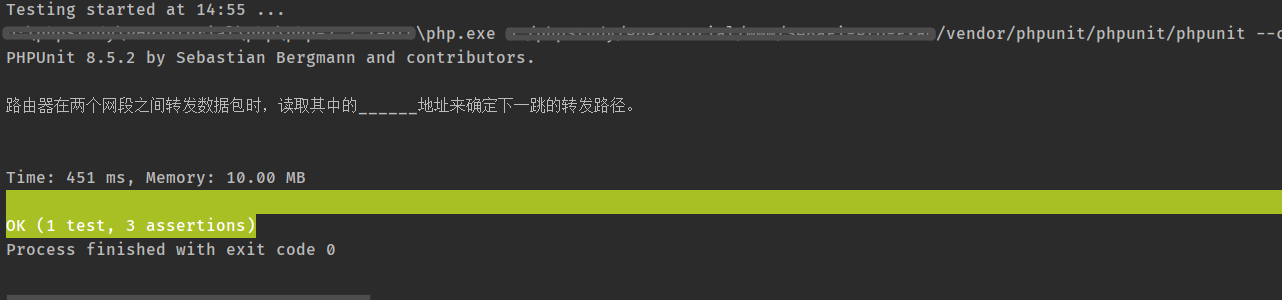 Testing started at 14:55 ...
\php.exe /vendor/phpunit/phpunit/phpunit --c
PHPUnit 8.5.2 by Sebastian Bergmann and contributors.
路由器在两个网段之间转发数据包时，读取其中的______地址来确定下一跳的转发路径。
Time: 451 ms, Memory: 10.00 MB
OK (1 test, 3 assertions)
Process finished with exit code 0